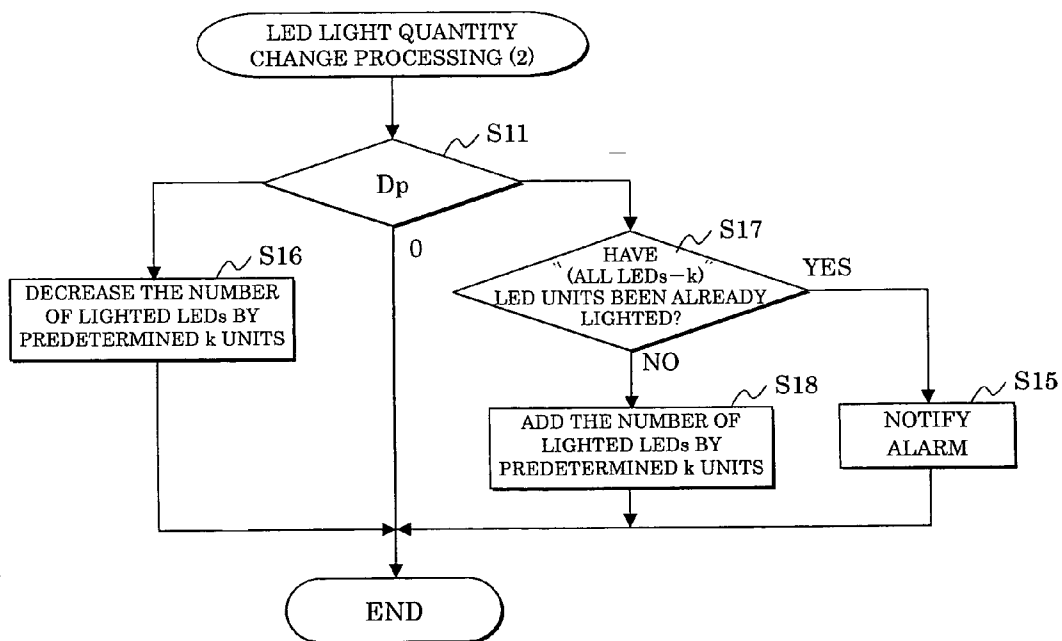 LED LIGHT QUANTITY
CHANGE PROCESSING (2)
S11
Dp
—
0
S16
DECREASE THE NUMBER
OF LIGHTED LEDs BY
PREDETERMINED k UNITS
S17
HAVE
"(ALL LEDs−k)"
LED UNITS BEEN ALREADY
LIGHTED?
YES
NO
S18
ADD THE NUMBER OF
LIGHTED LEDs BY
PREDETERMINED k UNITS
S15
NOTIFY
ALARM
END